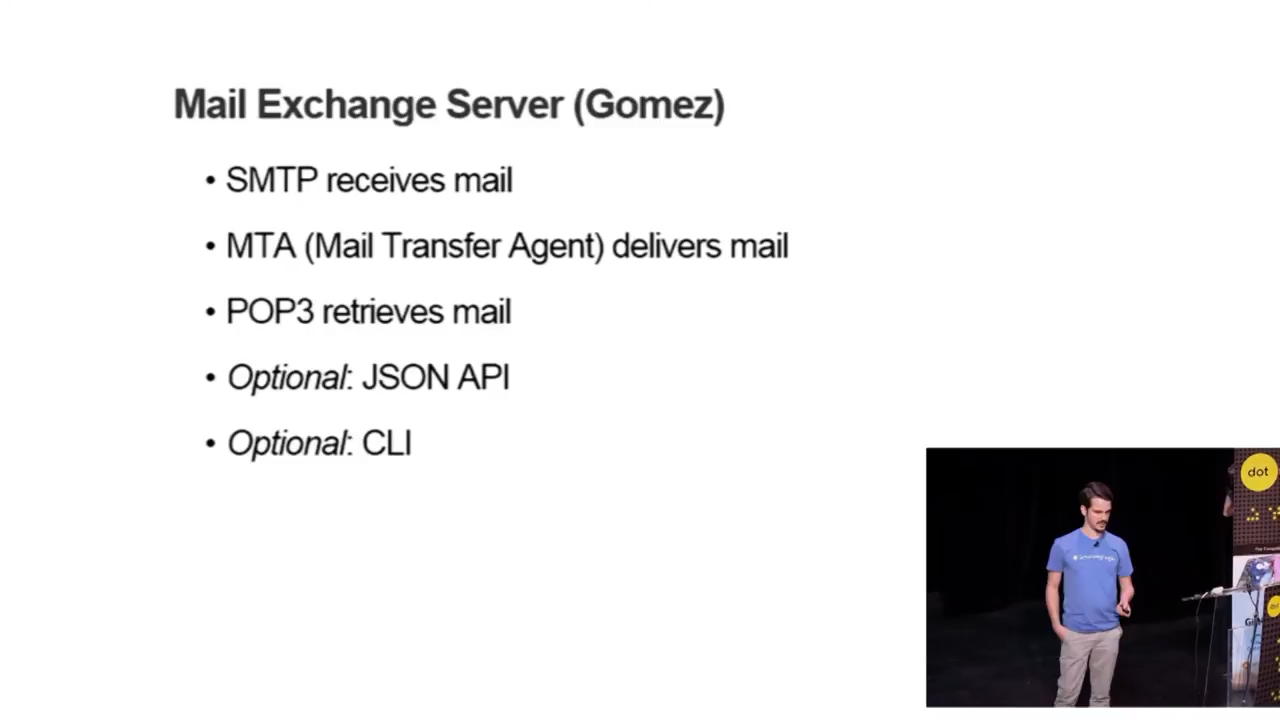 Mail Exchange Server (Gomez)
• SMTP receives mail
• MTA (Mail Transfer Agent) delivers mail
• POP3 retrieves mail
• Optional: JSON API
• Optional: CLI
dot